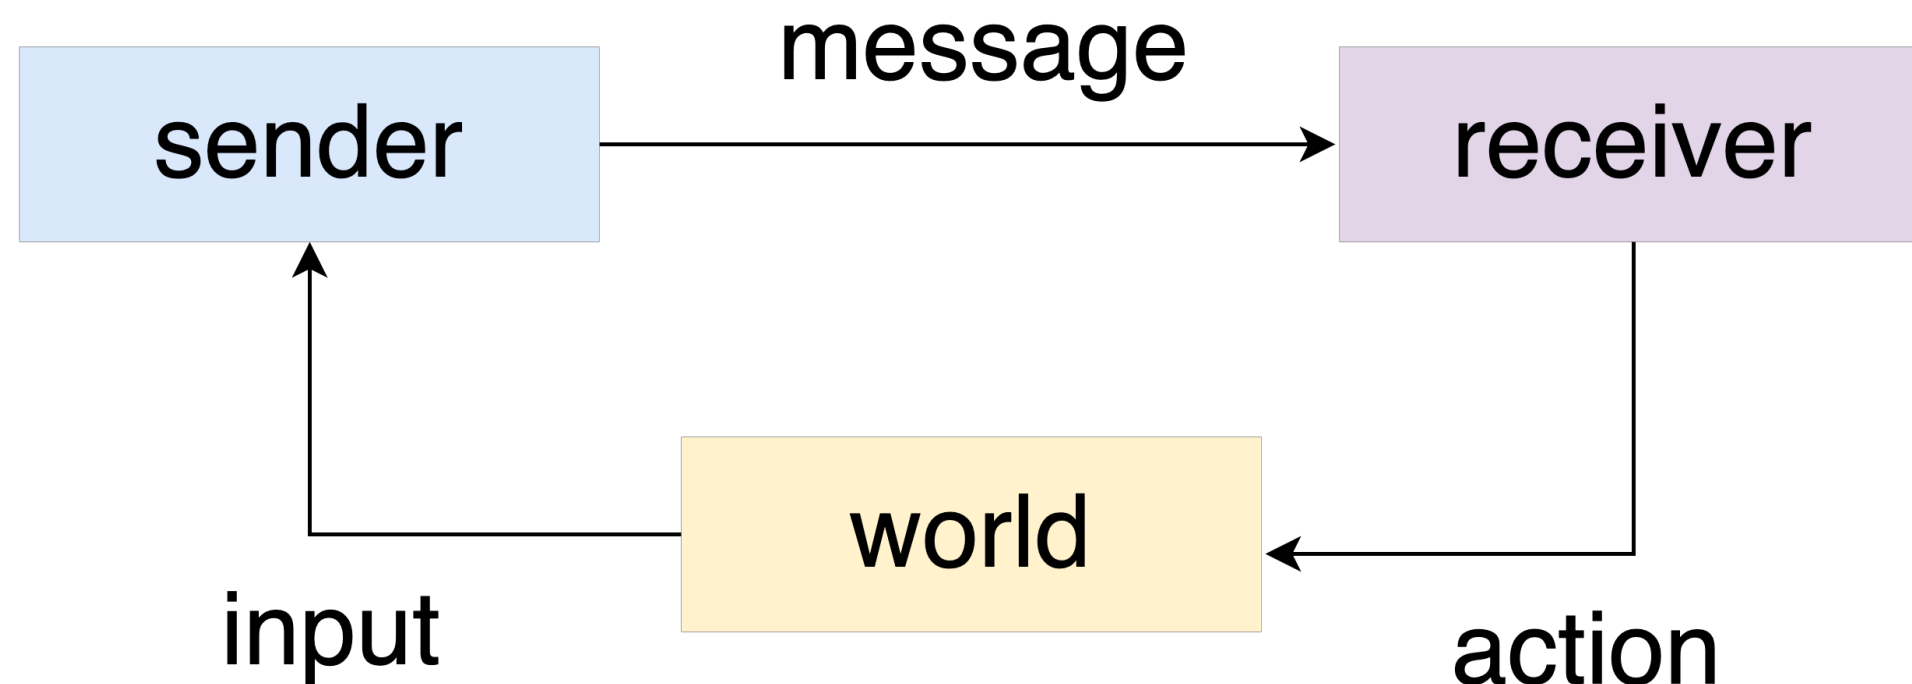 message
sender
receiver
world
input
action